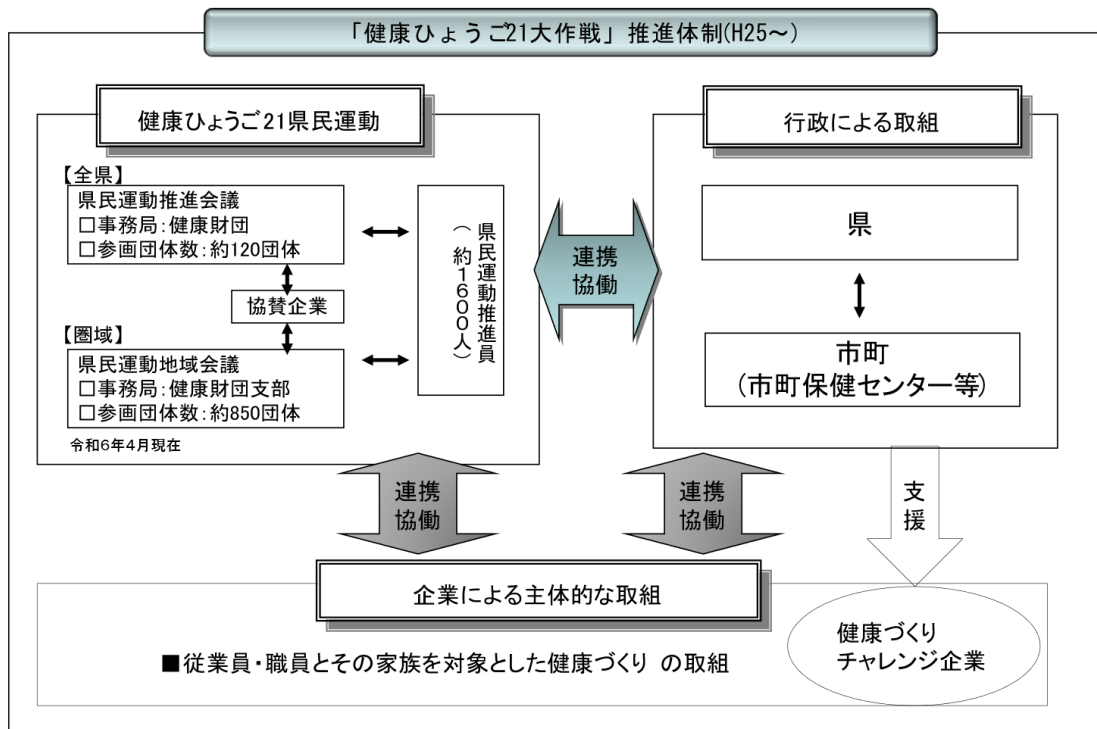 「健康ひょうご21大作戦」推進体制(H25～)
健康ひょうご21県民運動
【全県】
県民運動推進会議
□事務局:健康財団
□参画団体数:約120団体
協賛企業
【圏域】
県民運動地域会議
□事務局:健康財団支部
□参画団体数:約850団体
令和6年4月現在
県民運動推進員
(約1600人)
連携
協働
行政による取組
県
市町
(市町保健センター等)
連携
協働
連携
協働
支援
企業による主体的な取組
■従業員・職員とその家族を対象とした健康づくり の取組
健康づくり
チャレンジ企業